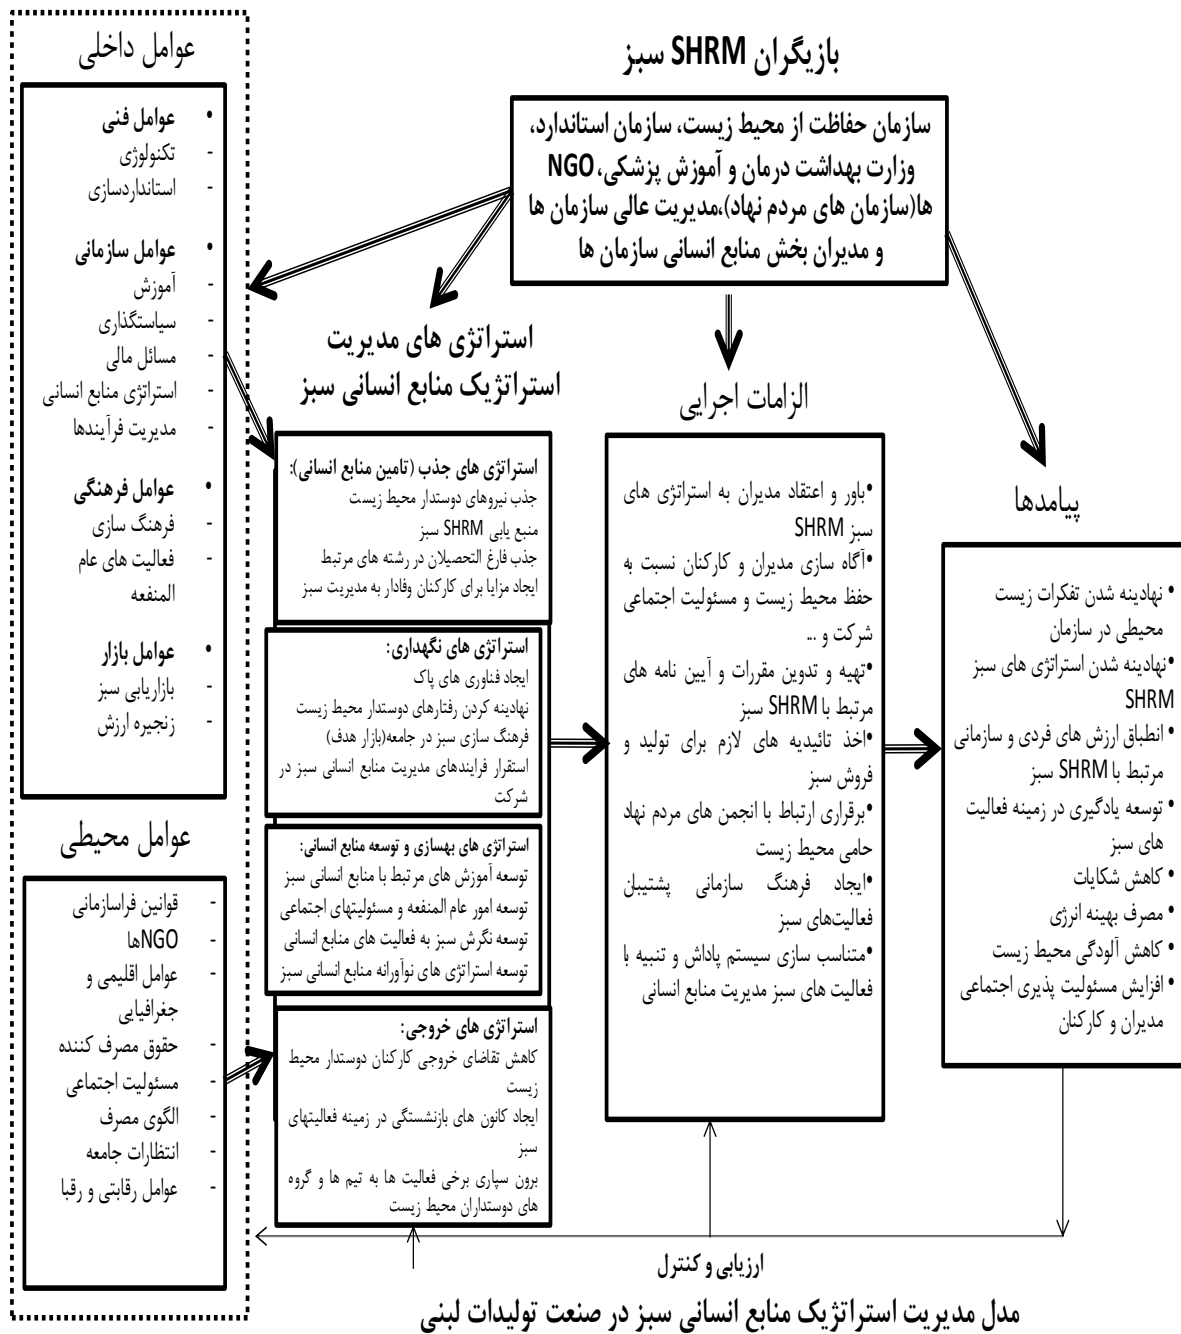 بازیگران SHRM سبز
سازمان حفاظت از محیط زیست، سازمان استاندارد،
وزارت بهداشت درمان و آموزش پزشکی، NGO
ها(سازمان های مردم نهاد)،مدیریت عالی سازمان ها
و مدیران بخش منابع انسانی سازمان ها
عوامل داخلی
• عوامل فنی
- تکنولوژی
- استانداردسازی
• عوامل سازمانی
- آموزش
- سیاستگذاری
- مسائل مالی
- استراتژی منابع انسانی
- مدیریت فرآیندها
• عوامل فرهنگی
- فرهنگ سازی
- فعالیت های عام
المنفعه
• عوامل بازار
- بازاریابی سبز
- زنجیره ارزش
عوامل محیطی
- قوانین فراسازمانی
- NGOها
- عوامل اقلیمی و
جغرافیایی
- حقوق مصرف کننده
- مسئولیت اجتماعی
- الگوی مصرف
- انتظارات جامعه
- عوامل رقابتی و رقبا
استراتژی های مدیریت
استراتژیک منابع انسانی سبز
استراتژی های جذب (تامین منابع انسانی):
جذب نیروهای دوستدار محیط زیست
منبع یابی SHRM سبز
جذب فارغ التحصیلان در رشته های مرتبط
ایجاد مزایا برای کارکنان وفادار به مدیریت سبز
استراتژی های نگهداری:
ایجاد فناوری های پاک
نهادینه کردن رفتارهای دوستدار محیط زیست
فرهنگ سازی سبز در جامعه(بازار هدف)
استقرار فرایندهای مدیریت منابع انسانی سبز در
شرکت
استراتژی های بهسازی و توسعه منابع انسانی:
توسعه آموزش های مرتبط با منابع انسانی سبز
توسعه امور عام المنفعه و مسئولیتهای اجتماعی
توسعه نگرش سبز به فعالیت های منابع انسانی
توسعه استراتژی های نوآورانه منابع انسانی سبز
استراتژی های خروجی:
کاهش تقاضای خروجی کارکنان دوستدار محیط
زیست
ایجاد کانون های بازنشستگی در زمینه فعالیتهای
سبز
برون سپاری برخی فعالیت ها به تیم ها و گروه
های دوستداران محیط زیست
الزامات اجرایی
•باور و اعتقاد مدیران به استراتژی های
سبز SHRM
•آگاه سازی مدیران و کارکنان نسبت به
حفظ محیط زیست و مسئولیت اجتماعی
شرکت و ...
•تهیه و تدوین مقررات و آیین نامه های
مرتبط با SHRM سبز
•اخذ تائیدیه های لازم برای تولید و
فروش سبز
•برقراری ارتباط با انجمن های مردم نهاد
حامی محیط زیست
•ایجاد فرهنگ سازمانی پشتیبان
فعالیت‌های سبز
•متناسب سازی سیستم پاداش و تنبیه با
فعالیت های سبز مدیریت منابع انسانی
پیامدها
• نهادینه شدن تفکرات زیست
محیطی در سازمان
•نهادینه شدن استراتژی های سبز
SHRM
• انطباق ارزش های فردی و سازمانی
مرتبط با SHRM سبز
• توسعه یادگیری در زمینه فعالیت
های سبز
• کاهش شکایات
• مصرف بهینه انرژی
• کاهش آلودگی محیط زیست
• افزایش مسئولیت پذیری اجتماعی
مدیران و کارکنان
ارزیابی و کنترل
مدل مدیریت استراتژیک منابع انسانی سبز در صنعت تولیدات لبنی